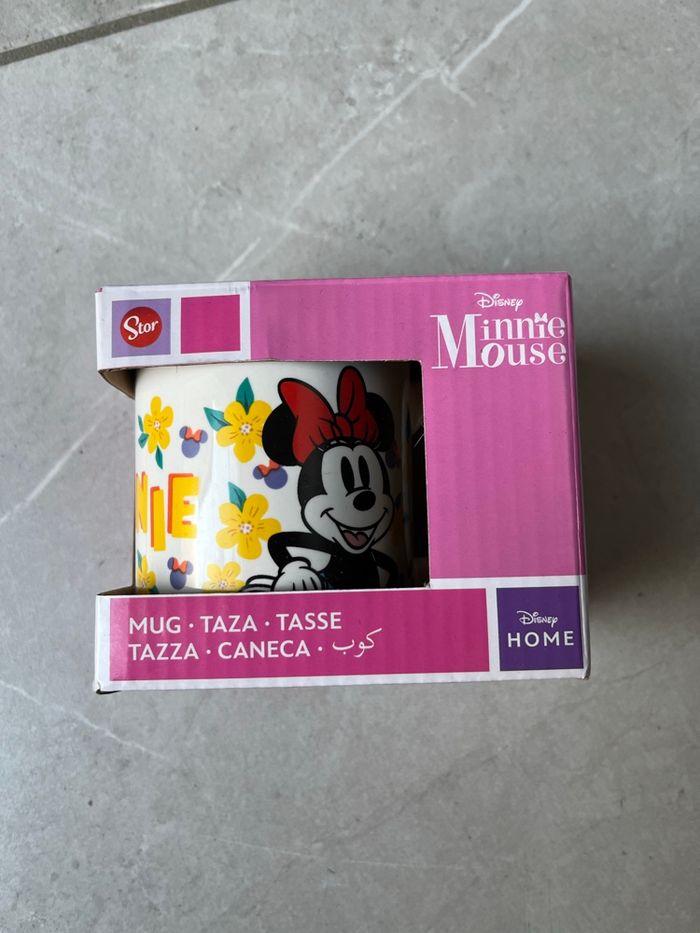 Stor
Disney
Minnie
Mouse
NIE
MUG · TAZA · TASSE
TAZZA · CANECA · كوب
Disney
HOME